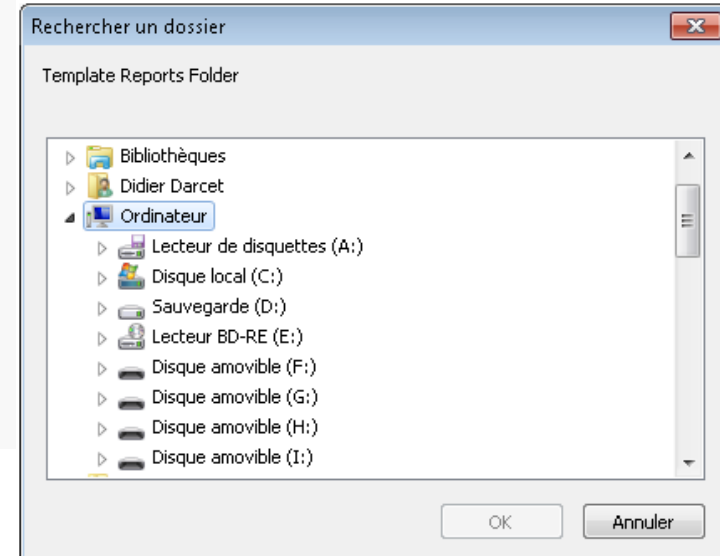 Rechercher un dossier
Template Reports Folder
Bibliothèques
Didier Darcet
Ordinateur
Lecteur de disquettes (A:)
Disque local (C:)
Sauvegarde (D:)
Lecteur BD-RE (E:)
Disque amovible (F:)
Disque amovible (G:)
Disque amovible (H:)
Disque amovible (I:)
OK Annuler